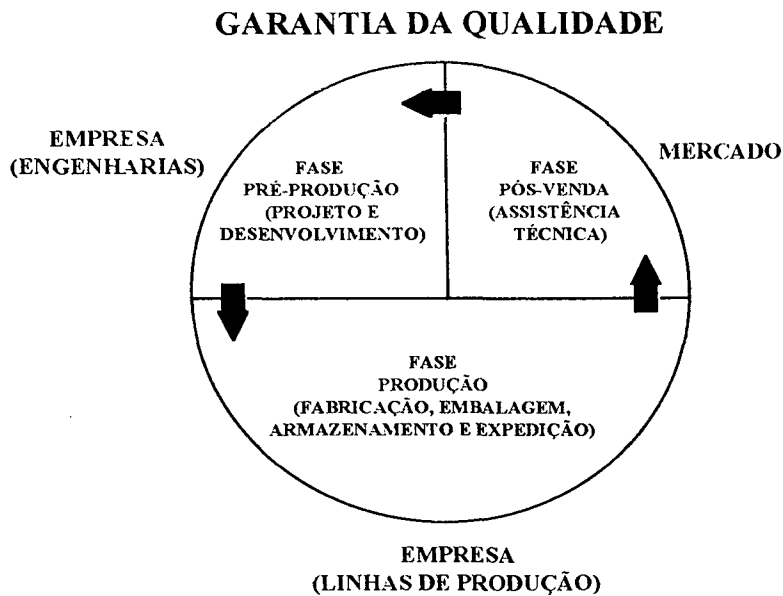 GARANTIA DA QUALIDADE
EMPRESA
(ENGENHARIAS)
FASE
PRÉ-PRODUÇÃO
(PROJETO E
DESENVOLVIMENTO)
FASE
PÓS-VENDA
(ASSISTÊNCIA
TÉCNICA)
MERCADO
FASE
PRODUÇÃO
(FABRICAÇÃO, EMBALAGEM,
ARMAZENAMENTO E EXPEDIÇÃO)
EMPRESA
(LINHAS DE PRODUÇÃO)